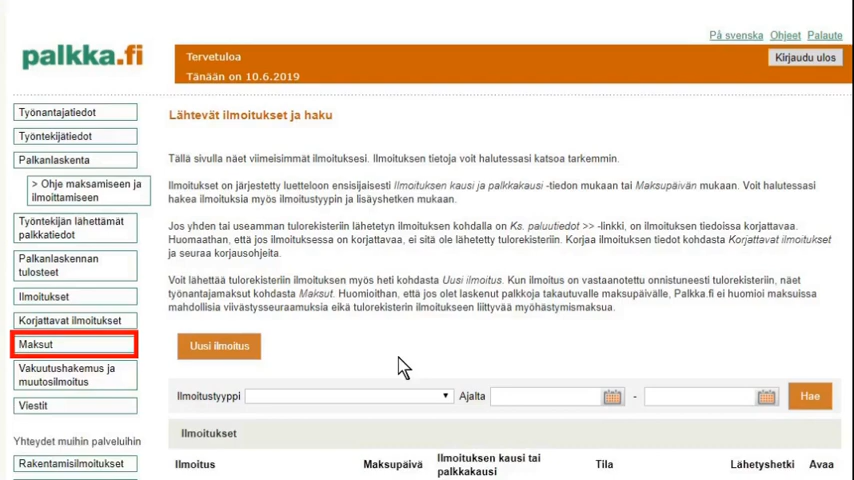 På svenska Ohjeet Palaute
palkka.fi
Tervetuloa
Tänään on 10.6.2019
Kirjaudu ulos
Työnantajatiedot
Työntekijätiedot
Palkanlaskenta
> Ohje maksamiseen ja
ilmoittamiseen
Työntekijän lähettämät
palkkatiedot
Palkanlaskennan
tulosteet
Ilmoitukset
Korjattavat ilmoitukset
Maksut
Vakuutushakemus ja
muutosilmoitus
Viestit
Yhteydet muihin palveluihin
Rakentamisilmoitukset
Lähtevät ilmoitukset ja haku
Tällä sivulla näet viimeisimmät ilmoituksesi. Ilmoituksen tietoja voit halutessasi katsoa tarkemmin.
Ilmoitukset on järjestetty luetteloon ensisijaisesti Ilmoituksen kausi ja palkkakausi -tiedon mukaan tai Maksupäivän mukaan. Voit halutessasi
hakea ilmoituksia myös ilmoitustyypin ja lisäyshetken mukaan.
Jos yhden tai useamman tulorekisteriin lähetetyn ilmoituksen kohdalla on Ks. paluutiedot >> -linkki, on ilmoituksen tiedoissa korjattavaa.
Huomaathan, että jos ilmoituksessa on korjattavaa, ei sitä ole lähetetty tulorekisteriin. Korjaa ilmoituksen tiedot kohdasta Korjattavat ilmoitukset
ja seuraa korjausohjeita.
Voit lähettää tulorekisteriin ilmoituksen myös heti kohdasta Uusi ilmoitus. Kun ilmoitus on vastaanotettu onnistuneesti tulorekisteriin, näet
työnantajamaksut kohdasta Maksut. Huomioithan, että jos olet laskenut palkkoja takautuvalle maksupäivälle, Palkka.fi ei huomioi maksuissa
mahdollisia viivästysseuraamuksia eikä tulorekisterin ilmoitukseen liittyvää myöhästymismaksua.
Uusi ilmoitus
Ilmoitustyyppi Ajalta - Hae
Ilmoitukset
Ilmoitus Maksupäivä Ilmoituksen kausi tai Tila Lähetyshetki Avaa
palkkakausi